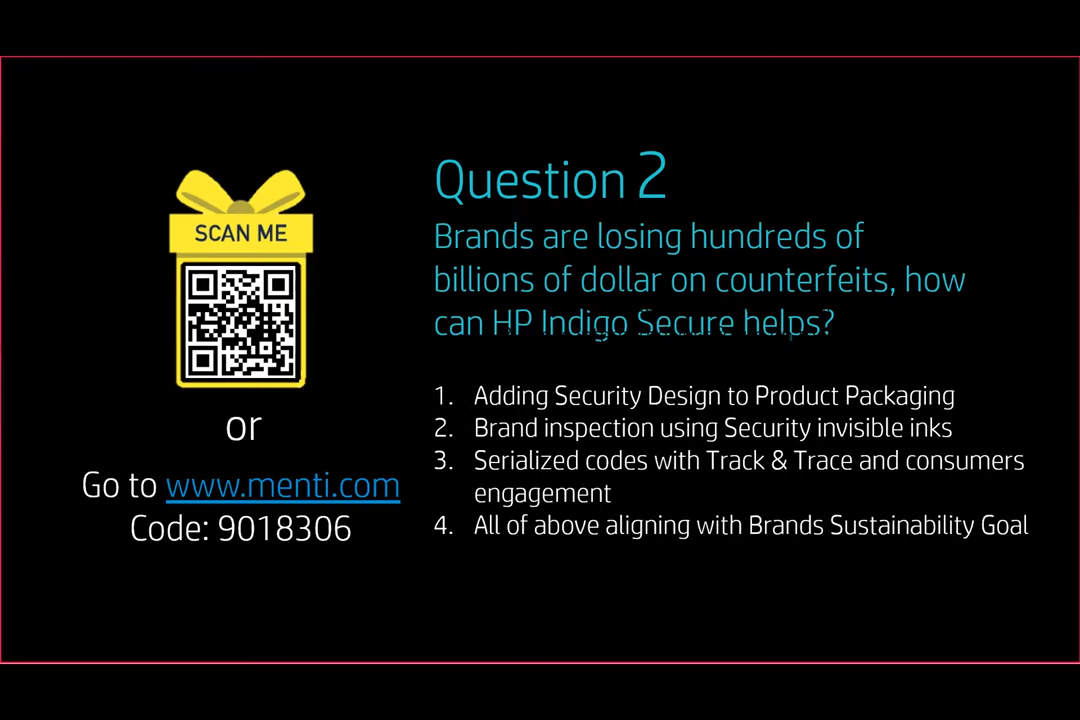 SCAN ME
or
Go to www.menti.com
Code: 9018306
Question 2
Brands are losing hundreds of
billions of dollar on counterfeits, how
can HP Indigo Secure helps?
1. Adding Security Design to Product Packaging
2. Brand inspection using Security invisible inks
3. Serialized codes with Track & Trace and consumers
engagement
4. All of above aligning with Brands Sustainability Goal